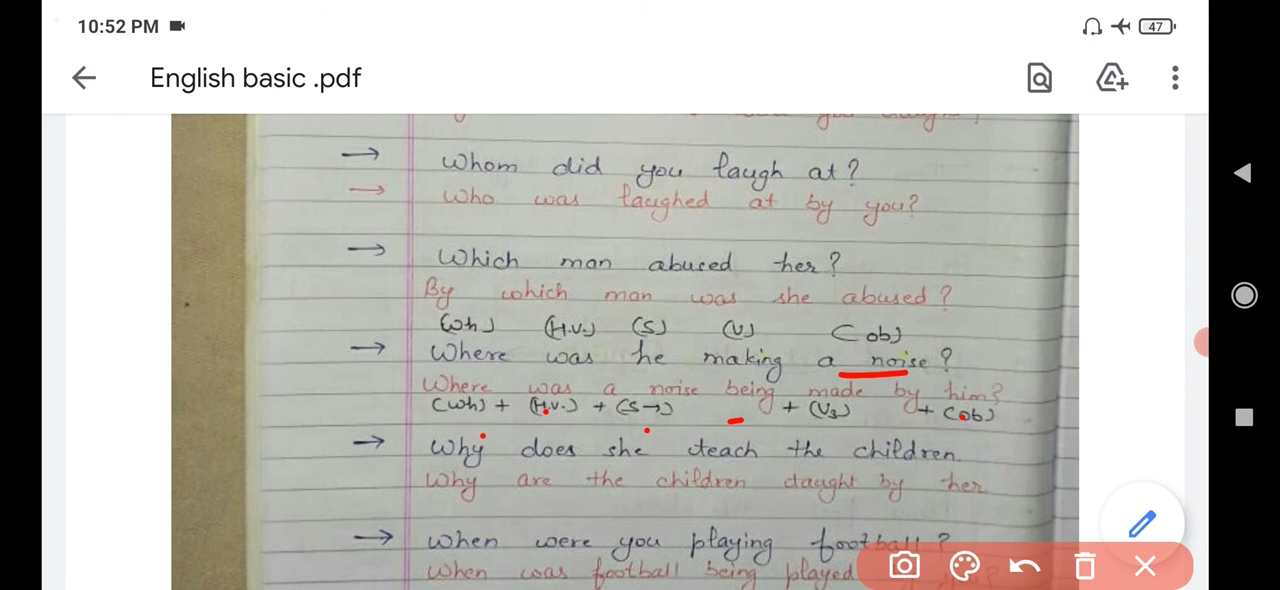 10:52 PM
47
English basic .pdf
→ Whom did you laugh at?
→ Who was laughed at by you?
→ Which man abused her?
By which man was she abused?
(Wh) (H.V.) (S) (V) (ob)
→ Where was he making a noise?
Where was a noise being made by him?
(Wh) + (H.V.) + (S→) + (V3) + (ob)
→ Why does she teach the children
Why are the children daught by her
→ When were you playing football?
When was football being played